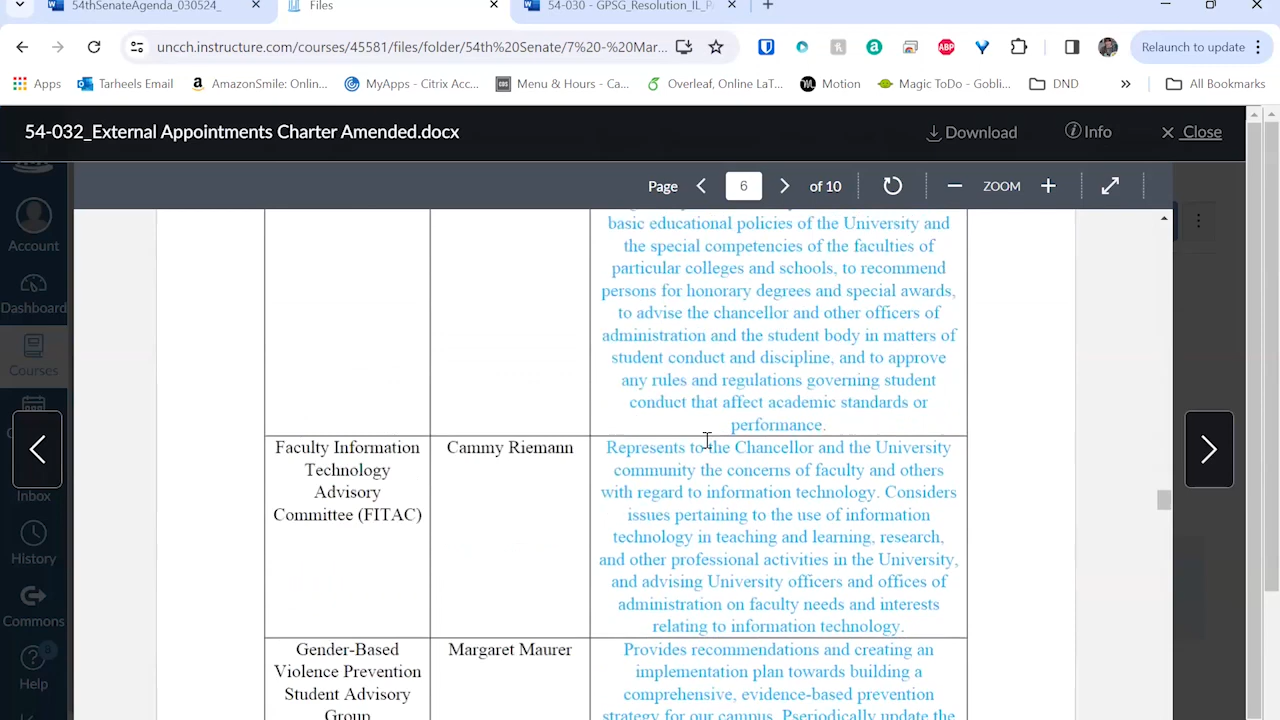 54thSenateAgenda_030524_
Files
54-030 - GPSG_Resolution_IL_P
uncch.instructure.com/courses/45581/files/folder/54th%20Senate/7%20-%20Mar...
Relaunch to update
Apps
Tarheels Email
AmazonSmile: Onlin...
MyApps - Citrix Acc...
Menu & Hours - Ca...
Overleaf, Online LaT...
Motion
Magic ToDo - Gobli...
DND
All Bookmarks
54-032_External Appointments Charter Amended.docx
Download
Info
Close
Page 6 of 10
ZOOM
Account
Dashboard
Courses
Inbox
History
Commons
8
Help
basic educational policies of the University and
the special competencies of the faculties of
particular colleges and schools, to recommend
persons for honorary degrees and special awards,
to advise the chancellor and other officers of
administration and the student body in matters of
student conduct and discipline, and to approve
any rules and regulations governing student
conduct that affect academic standards or
performance.
Faculty Information
Technology
Advisory
Committee (FITAC)
Cammy Riemann
Represents to the Chancellor and the University
community the concerns of faculty and others
with regard to information technology. Considers
issues pertaining to the use of information
technology in teaching and learning, research,
and other professional activities in the University,
and advising University officers and offices of
administration on faculty needs and interests
relating to information technology.
Gender-Based
Violence Prevention
Student Advisory
Group
Margaret Maurer
Provides recommendations and creating an
implementation plan towards building a
comprehensive, evidence-based prevention
strategy for our campus. Pseriodically update the